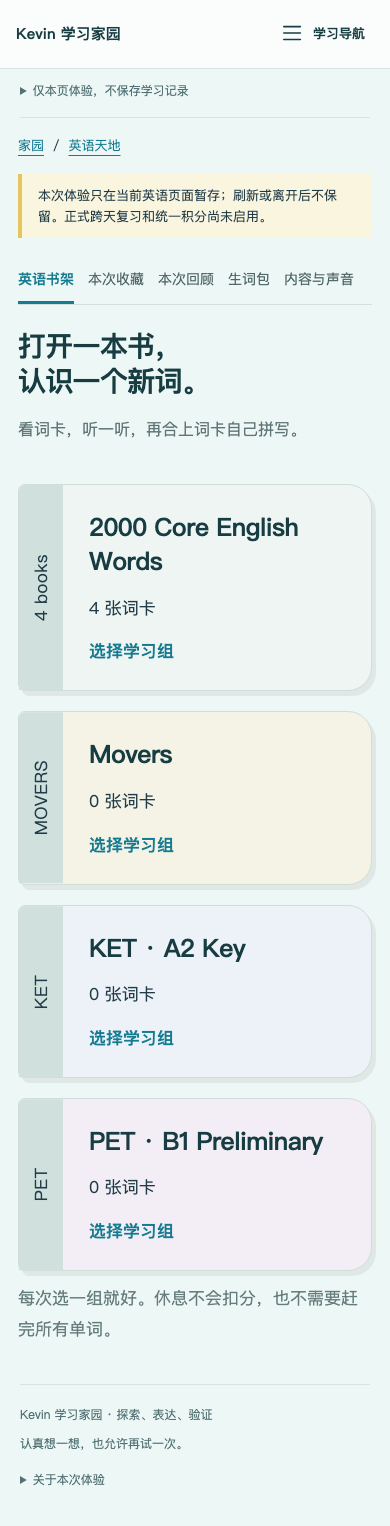 Kevin 学习家园
学习导航
仅本页体验，不保存学习记录
家园 / 英语天地
本次体验只在当前英语页面暂存；刷新或离开后不保
留。正式跨天复习和统一积分尚未启用。
英语书架 本次收藏 本次回顾 生词包 内容与声音
打开一本书，
认识一个新词。
看词卡，听一听，再合上词卡自己拼写。
4 books
2000 Core English
Words
4 张词卡
选择学习组
MOVERS
Movers
0 张词卡
选择学习组
KET
KET · A2 Key
0 张词卡
选择学习组
PET
PET · B1 Preliminary
0 张词卡
选择学习组
每次选一组就好。休息不会扣分，也不需要赶
完所有单词。
Kevin 学习家园 · 探索、表达、验证
认真想一想，也允许再试一次。
关于本次体验